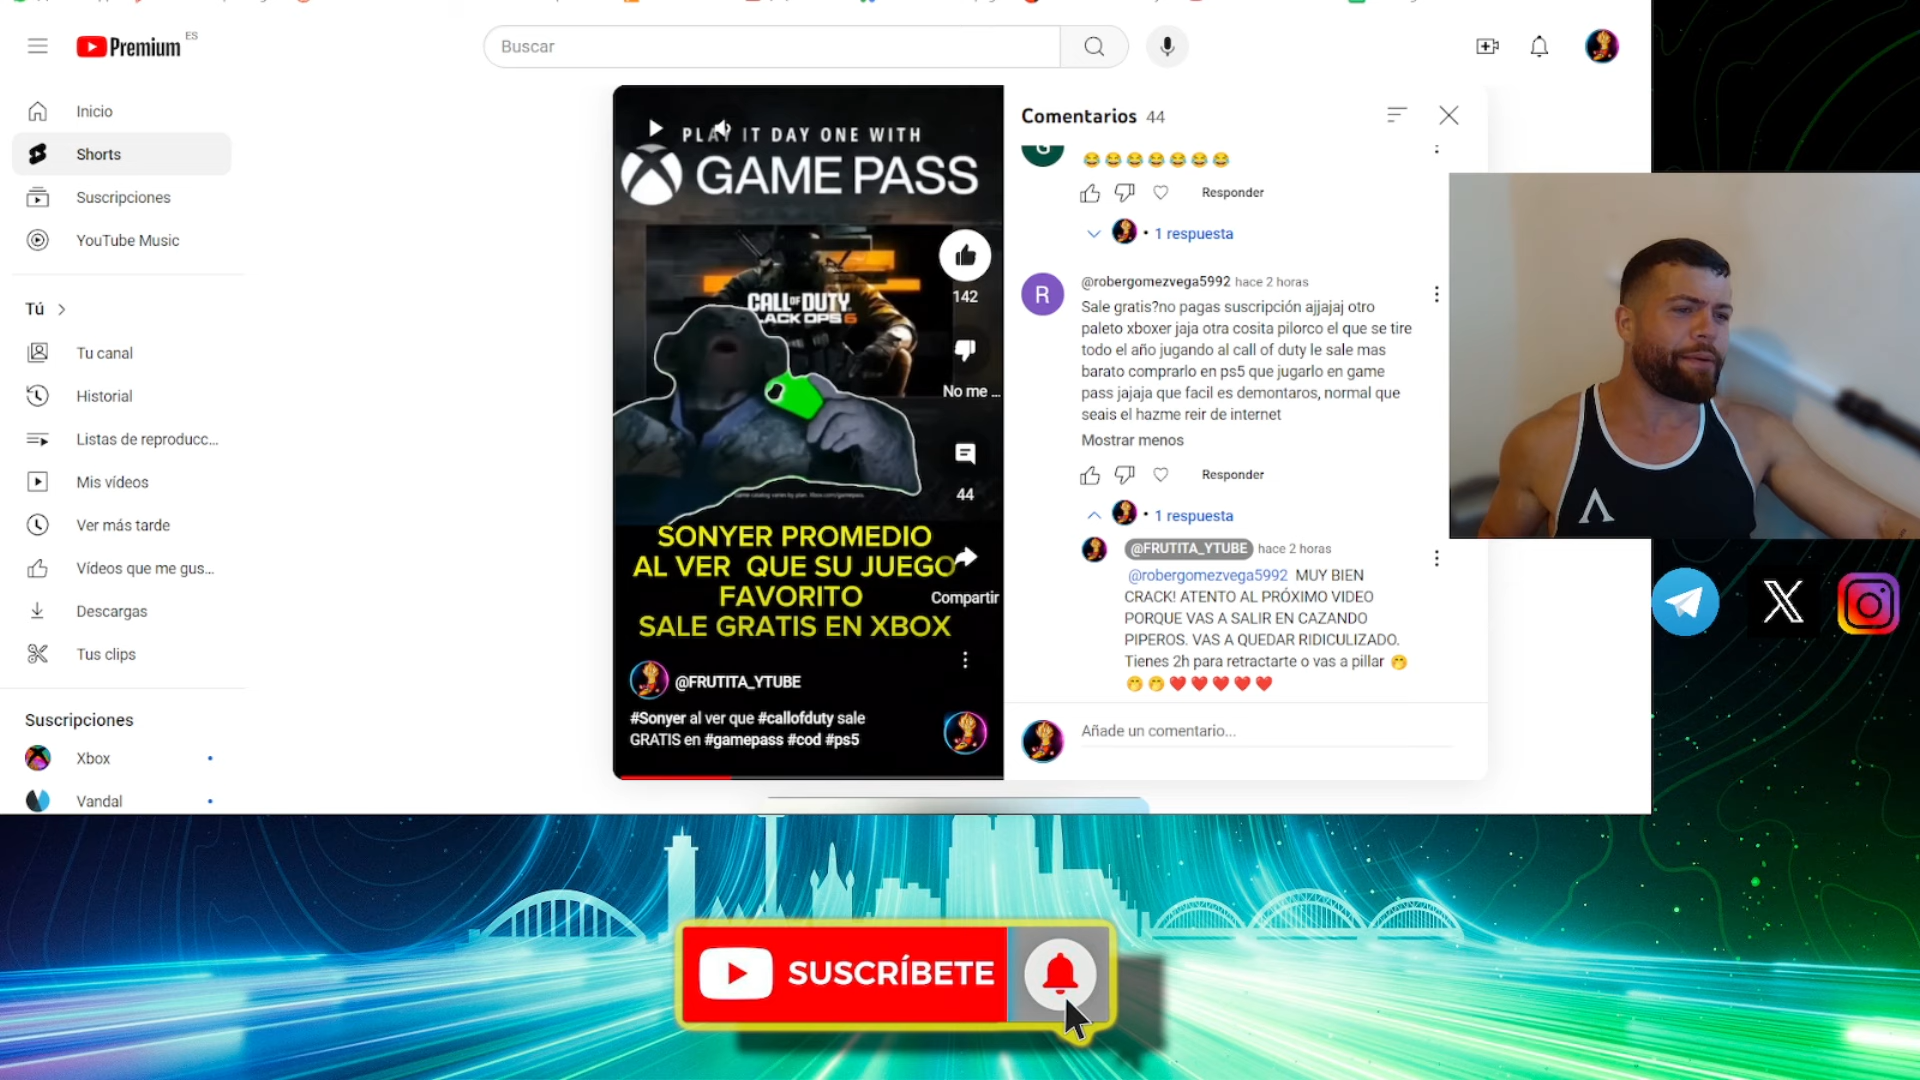 Premium ES
Buscar
Inicio
Shorts
Suscripciones
YouTube Music
Tú
Tu canal
Historial
Listas de reproducc...
Mis vídeos
Ver más tarde
Vídeos que me gus...
Descargas
Tus clips
Suscripciones
Xbox
Vandal
PLAY IT DAY ONE WITH
GAME PASS
CALL OF DUTY
BLACK OPS 6
142
No me ...
44
Compartir
SONYER PROMEDIO
AL VER QUE SU JUEGO
FAVORITO
SALE GRATIS EN XBOX
@FRUTITA_YTUBE
#Sonyer al ver que #callofduty sale
GRATIS en #gamepass #cod #ps5
Comentarios 44
G
😂😂😂😂😂😂😂
Responder
1 respuesta
R
@robergomezvega5992 hace 2 horas
Sale gratis?no pagas suscripción ajjajaj otro
paleto xboxer jaja otra cosita pilorco el que se tire
todo el año jugando al call of duty le sale mas
barato comprarlo en ps5 que jugarlo en game
pass jajaja que facil es demontaros, normal que
seais el hazme reir de internet
Mostrar menos
Responder
1 respuesta
@FRUTITA_YTUBE hace 2 horas
@robergomezvega5992 MUY BIEN
CRACK! ATENTO AL PRÓXIMO VIDEO
PORQUE VAS A SALIR EN CAZANDO
PIPEROS. VAS A QUEDAR RIDICULIZADO.
Tienes 2h para retractarte o vas a pillar 🤭
🤭🤭❤️❤️❤️❤️❤️
Añade un comentario...
SUSCRÍBETE